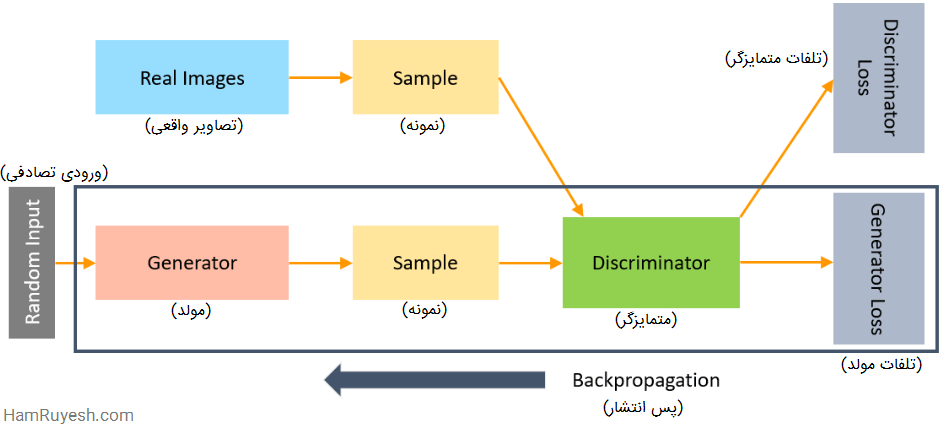 Real Images
(تصاویر واقعی)
Sample
(نمونه)
(تلفات متمایزگر)
Discriminator
Loss
(ورودی تصادفی)
Random Input
Generator
(مولد)
Sample
(نمونه)
Discriminator
(متمایزگر)
Generator Loss
(تلفات مولد)
Backpropagation
(پس انتشار)
HamRuyesh.com